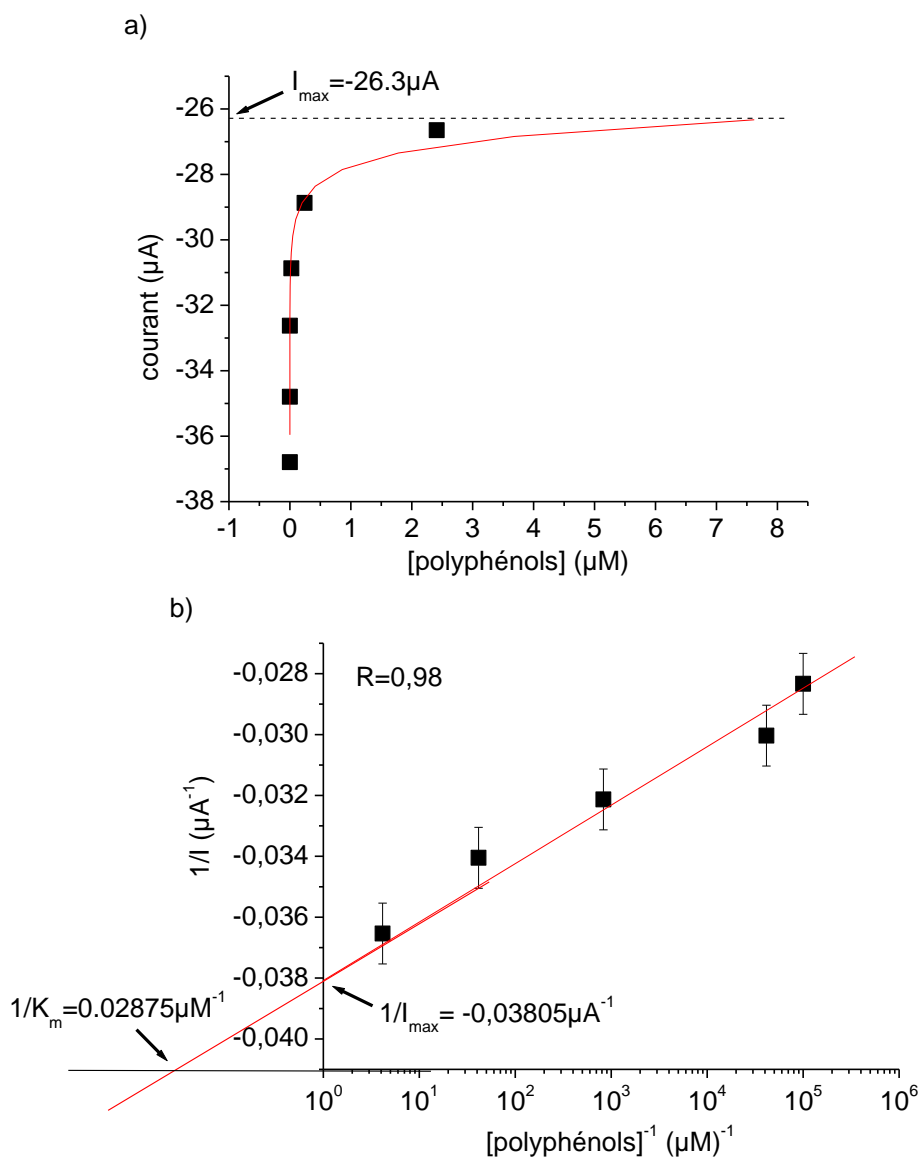 a)
I_max=-26.3µA
-26
-28
-30
-32
-34
-36
-38
courant (µA)
-1 0 1 2 3 4 5 6 7 8
[polyphénols] (µM)
b)
R=0,98
-0,028
-0,030
-0,032
-0,034
-0,036
-0,038
-0,040
1/I (µA⁻¹)
1/K_m=0.02875µM⁻¹
1/I_max= -0,03805µA⁻¹
10⁰ 10¹ 10² 10³ 10⁴ 10⁵ 10⁶
[polyphénols]⁻¹ (µM)⁻¹